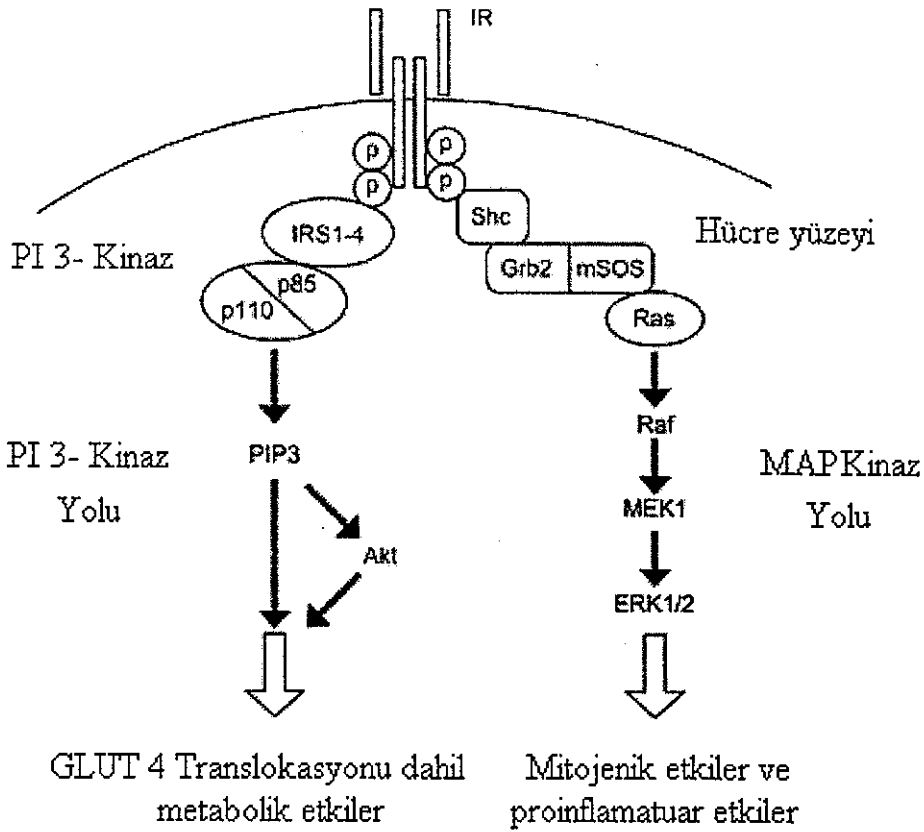 IR
p
p
p
p
IRS1-4
Shc
Hücre yüzeyi
PI 3- Kinaz
p110
p85
Grb2
mSOS
Ras
Raf
PI 3- Kinaz
Yolu
PIP3
MAPKinaz
Yolu
MEK1
Akt
ERK1/2
GLUT 4 Translokasyonu dahil
metabolik etkiler
Mitojenik etkiler ve
proinflamatuar etkiler